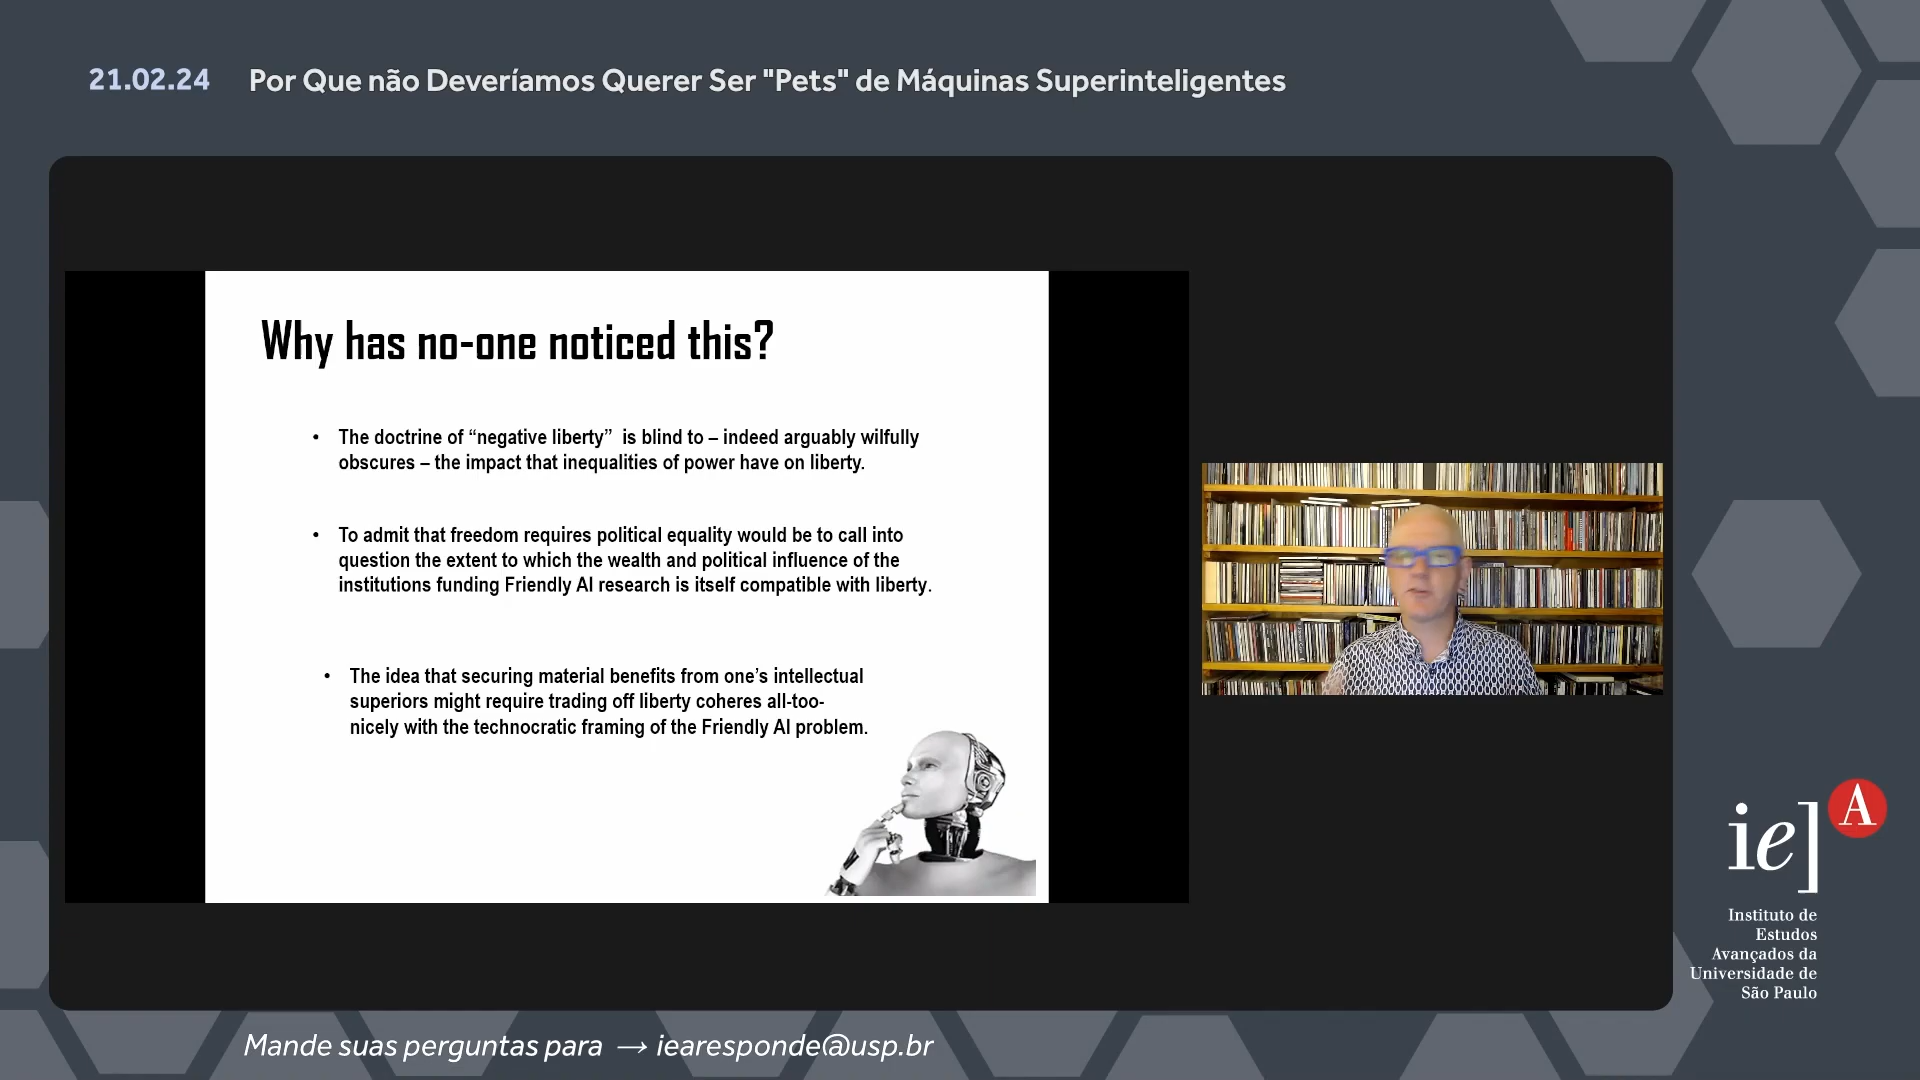 21.02.24 Por Que não Deveríamos Querer Ser "Pets" de Máquinas Superinteligentes
Why has no-one noticed this?
• The doctrine of “negative liberty” is blind to – indeed arguably wilfully
obscures – the impact that inequalities of power have on liberty.
• To admit that freedom requires political equality would be to call into
question the extent to which the wealth and political influence of the
institutions funding Friendly AI research is itself compatible with liberty.
• The idea that securing material benefits from one’s intellectual
superiors might require trading off liberty coheres all-too-
nicely with the technocratic framing of the Friendly AI problem.
ie] A
Instituto de
Estudos
Avançados da
Universidade de
São Paulo
Mande suas perguntas para → iearesponde@usp.br